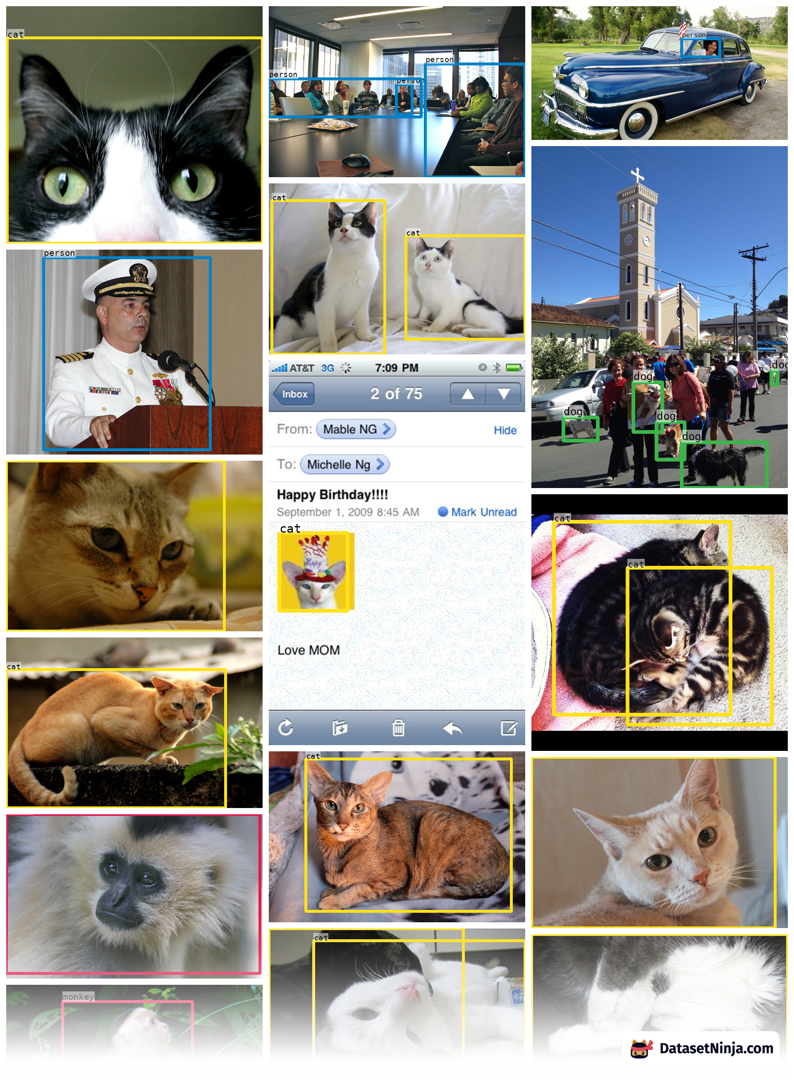 cat
person
person
person
person
person
cat
cat
AT&T 3G 7:09 PM
Inbox 2 of 75
From: Mable NG Hide
To: Michelle Ng
Happy Birthday!!!!
September 1, 2009 8:45 AM Mark Unread
cat
Love MOM
dog
dog
dog
dog
dog
cat
cat
cat
cat
cat
monkey
DatasetNinja.com